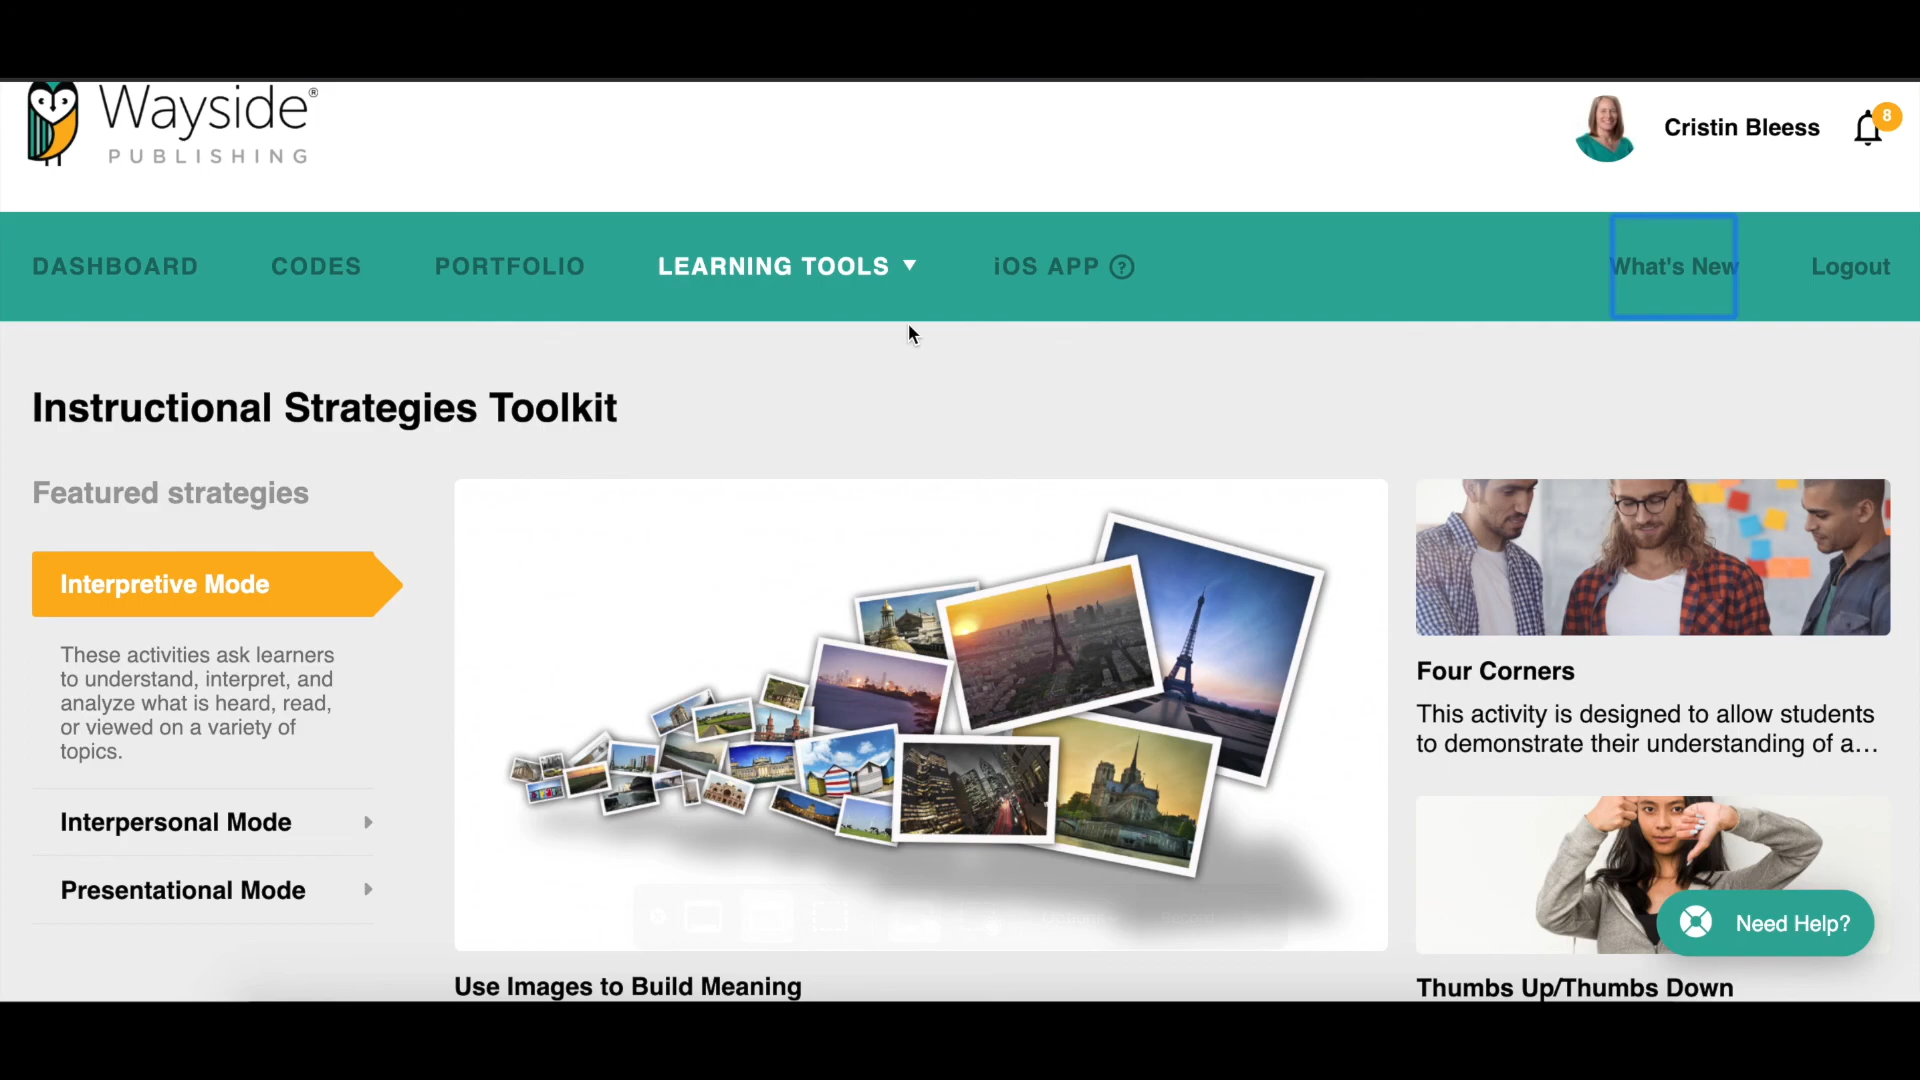 Wayside®
PUBLISHING
Cristin Bleess
8
DASHBOARD
CODES
PORTFOLIO
LEARNING TOOLS ▼
iOS APP ?
What's New
Logout
Instructional Strategies Toolkit
Featured strategies
Interpretive Mode
These activities ask learners
to understand, interpret, and
analyze what is heard, read,
or viewed on a variety of
topics.
Interpersonal Mode
Presentational Mode
Use Images to Build Meaning
Four Corners
This activity is designed to allow students
to demonstrate their understanding of a...
Need Help?
Thumbs Up/Thumbs Down